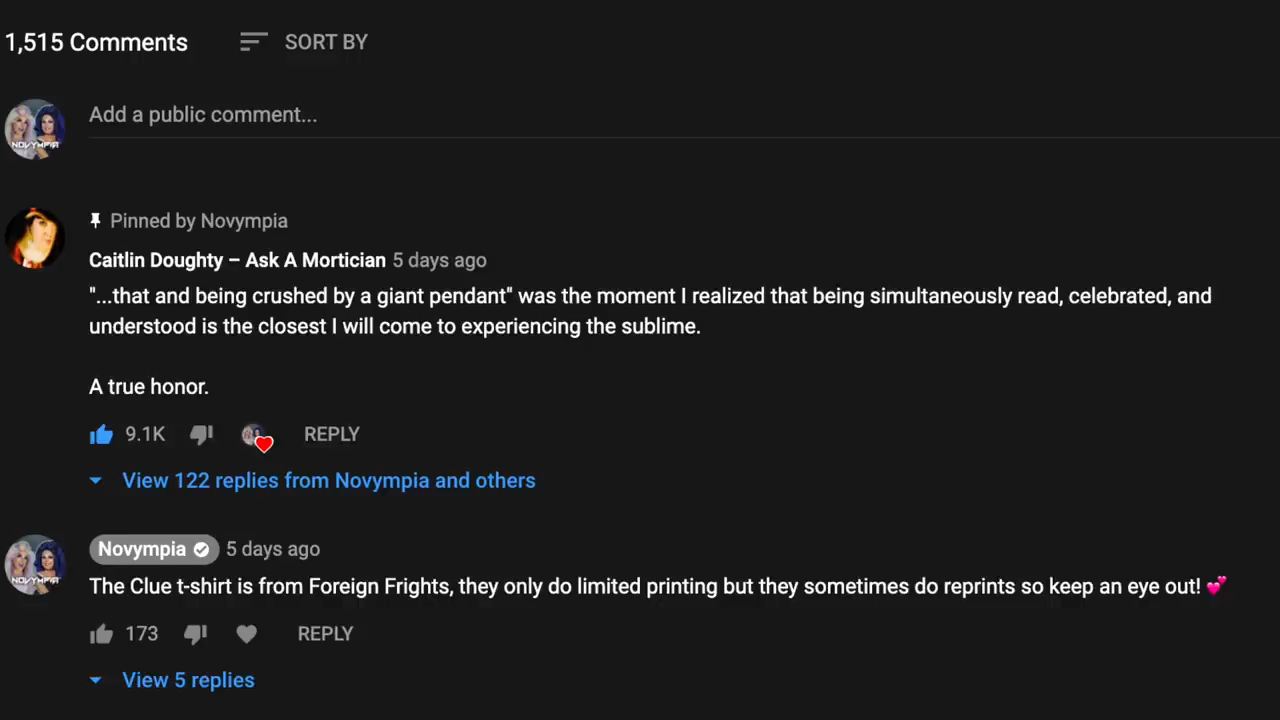 1,515 Comments SORT BY
NOVYMPIA Add a public comment...
Pinned by Novympia
Caitlin Doughty – Ask A Mortician 5 days ago
"...that and being crushed by a giant pendant" was the moment I realized that being simultaneously read, celebrated, and
understood is the closest I will come to experiencing the sublime.
A true honor.
9.1K REPLY
View 122 replies from Novympia and others
Novympia 5 days ago
NOVYMPIA The Clue t-shirt is from Foreign Frights, they only do limited printing but they sometimes do reprints so keep an eye out! 💕
173 REPLY
View 5 replies